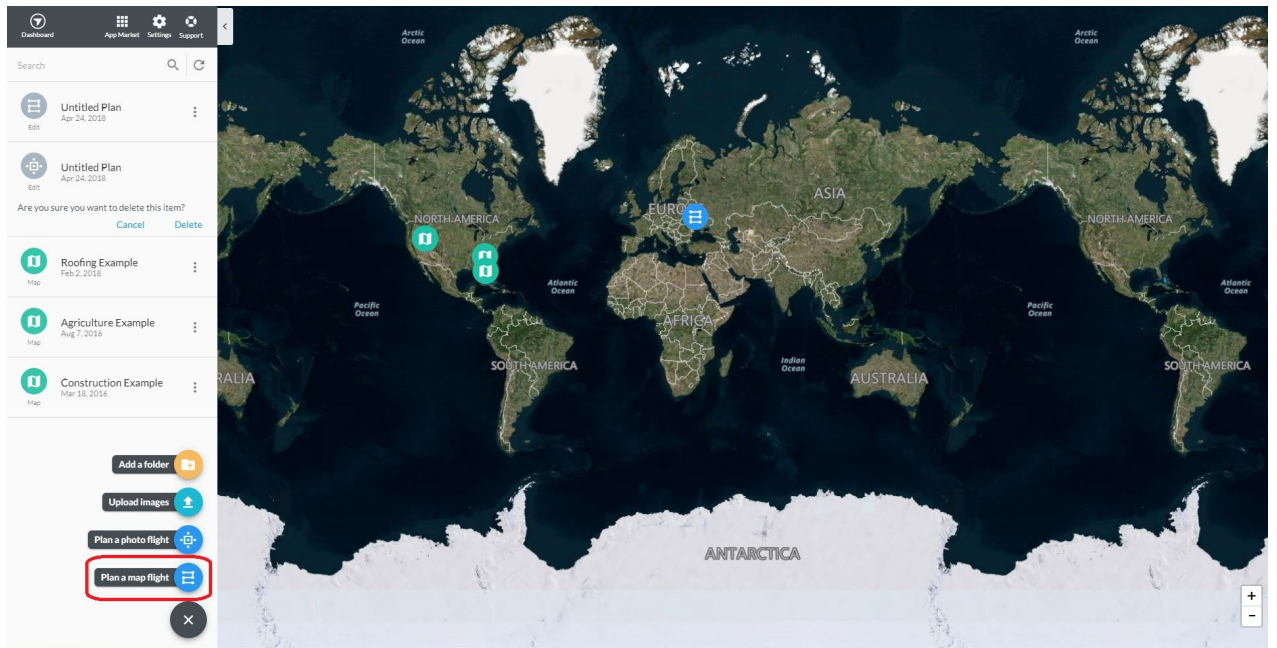 Dashboard
App Market
Settings
Support
Search
Untitled Plan
Apr 24, 2018
Edit
Untitled Plan
Apr 24, 2018
Edit
Are you sure you want to delete this item?
Cancel
Delete
Roofing Example
Feb 2, 2018
Map
Agriculture Example
Aug 7, 2016
Map
Construction Example
Mar 18, 2016
Map
Add a folder
Upload images
Plan a photo flight
Plan a map flight
Arctic
Ocean
Arctic
Ocean
ASIA
NORTH AMERICA
NORTH AMERICA
Atlantic
Ocean
Atlantic
Ocean
Pacific
Ocean
Pacific
Ocean
AFRICA
Indian
Ocean
SOUTH AMERICA
SOUTH AMERICA
RALIA
AUSTRALIA
ANTARCTICA
+
−